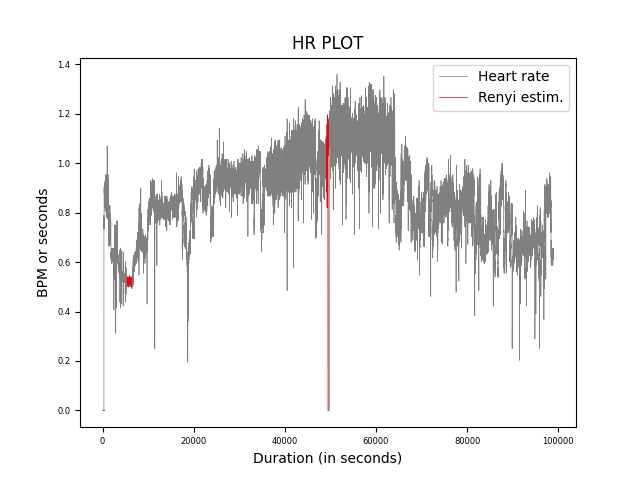 HR PLOT
Heart rate
Renyi estim.
BPM or seconds
1.4
1.2
1.0
0.8
0.6
0.4
0.2
0.0
0 20000 40000 60000 80000 100000
Duration (in seconds)